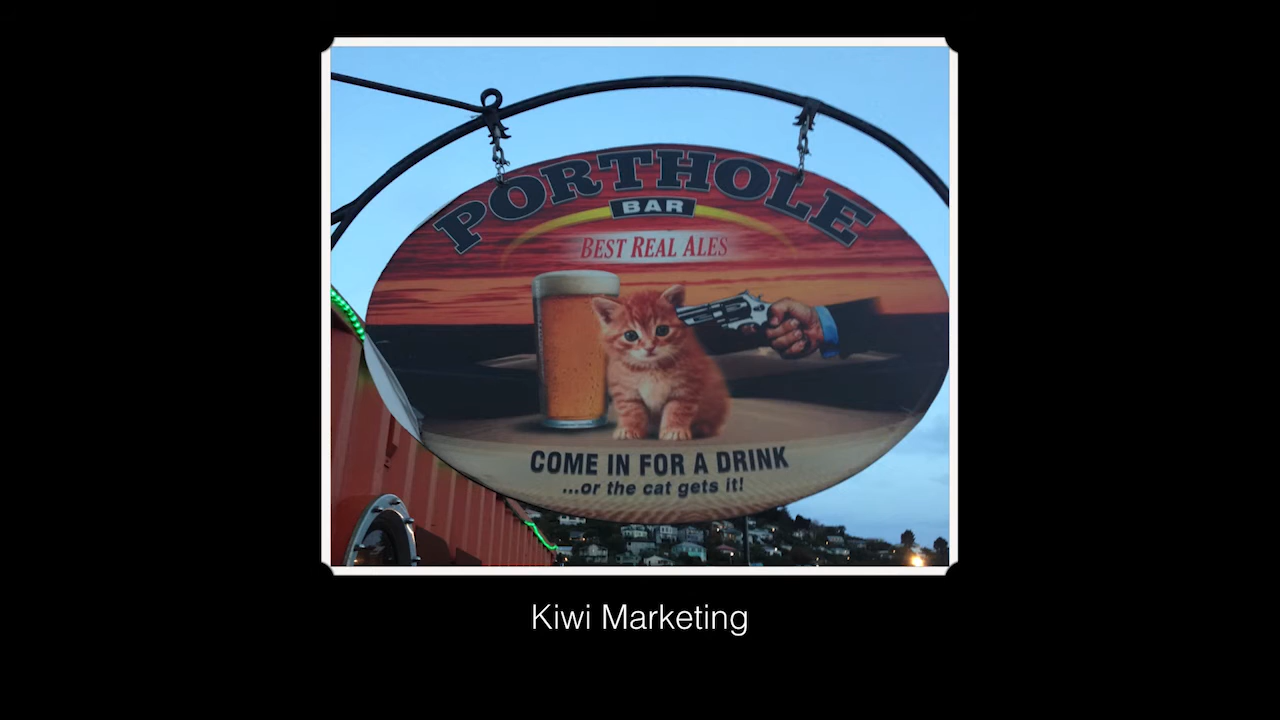 PORTHOLE
BAR
BEST REAL ALES
COME IN FOR A DRINK
...or the cat gets it!
Kiwi Marketing